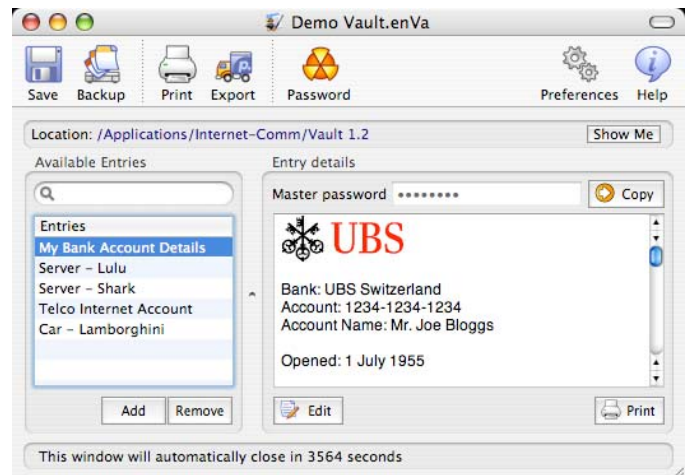 Demo Vault.enVa
Save Backup Print Export Password Preferences Help
Location: /Applications/Internet-Comm/Vault 1.2 Show Me
Available Entries
Entries
My Bank Account Details
Server – Lulu
Server – Shark
Telco Internet Account
Car – Lamborghini
Add Remove
Entry details
Master password •••••••• Copy
UBS
Bank: UBS Switzerland
Account: 1234-1234-1234
Account Name: Mr. Joe Bloggs
Opened: 1 July 1955
Edit Print
This window will automatically close in 3564 seconds